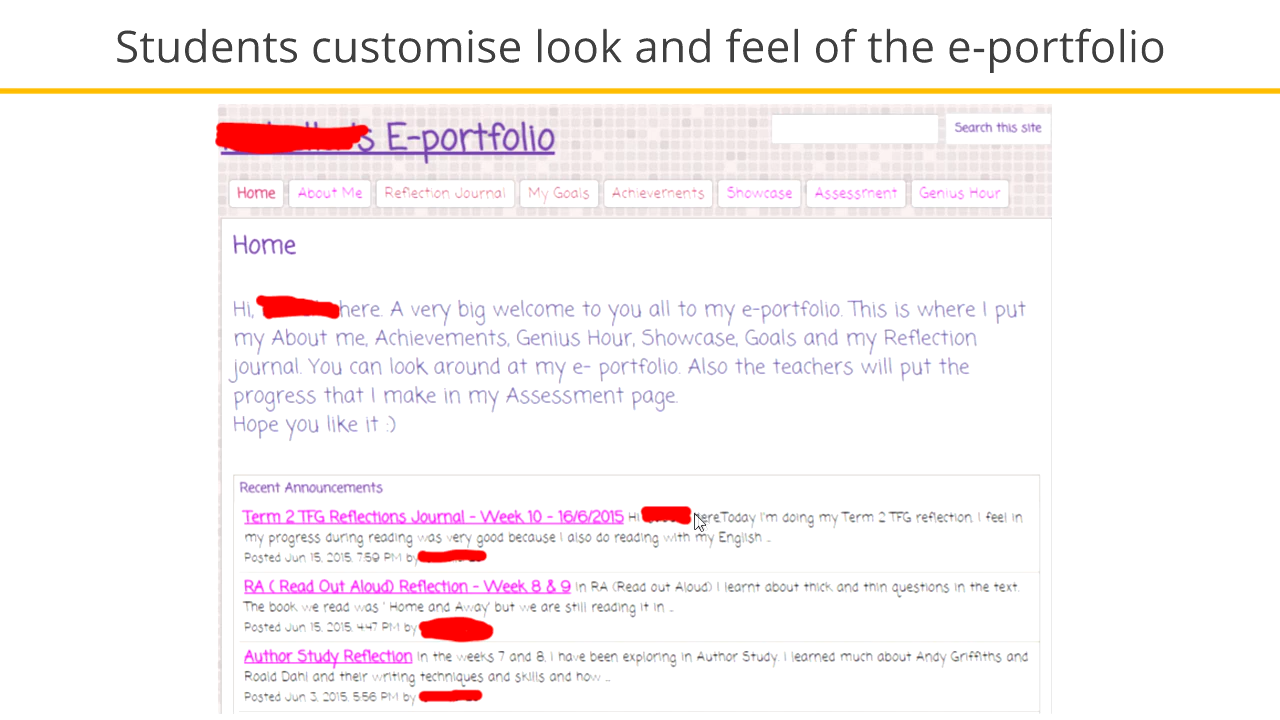 Students customise look and feel of the e-portfolio
's E-portfolio
Search this site
Home About Me Reflection Journal My Goals Achievements Showcase Assessment Genius Hour
Home
Hi, here. A very big welcome to you all to my e-portfolio. This is where I put
my About me, Achievements, Genius Hour, Showcase, Goals and my Reflection
journal. You can look around at my e- portfolio. Also the teachers will put the
progress that I make in my Assessment page.
Hope you like it :)
Recent Announcements
Term 2 TFG Reflections Journal - Week 10 - 16/6/2015 Hi hereToday I'm doing my Term 2 TFG reflection. I feel in
my progress during reading was very good because I also do reading with my English ...
Posted Jun 15, 2015, 7:59 PM by
RA ( Read Out Aloud) Reflection - Week 8 & 9 In RA (Read out Aloud) I learnt about thick and thin questions in the text.
The book we read was ' Home and Away' but we are still reading it in ...
Posted Jun 15, 2015, 4:47 PM by
Author Study Reflection In the weeks 7 and 8, I have been exploring in Author Study. I learned much about Andy Griffiths and
Roald Dahl and their writing techniques and skills and how ...
Posted Jun 3, 2015, 5:56 PM by